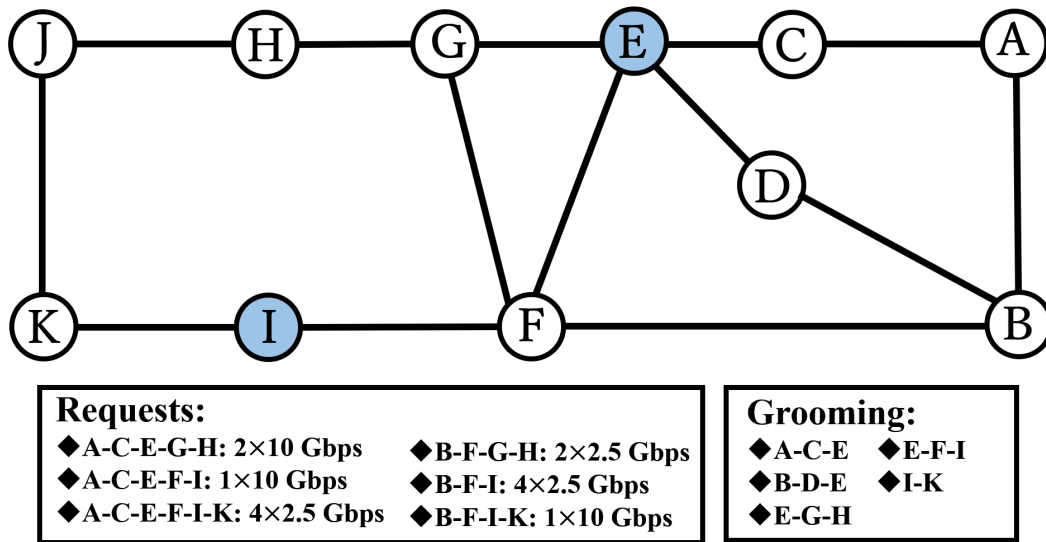 J H G E C A
D
K I F B
Requests:
◆A-C-E-G-H: 2×10 Gbps
◆A-C-E-F-I: 1×10 Gbps
◆A-C-E-F-I-K: 4×2.5 Gbps
◆B-F-G-H: 2×2.5 Gbps
◆B-F-I: 4×2.5 Gbps
◆B-F-I-K: 1×10 Gbps
Grooming:
◆A-C-E ◆E-F-I
◆B-D-E ◆I-K
◆E-G-H